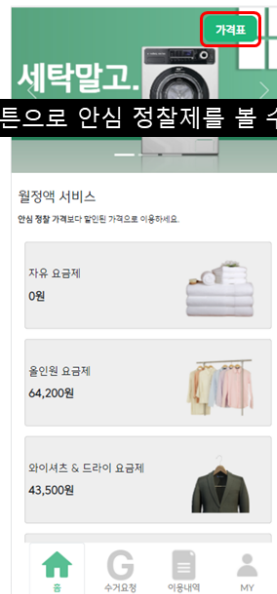 가격표
세탁말고.
튼으로 안심 정찰제를 볼 수
월정액 서비스
안심 정찰 가격보다 할인된 가격으로 이용하세요.
자유 요금제
0원
올인원 요금제
64,200원
와이셔츠 & 드라이 요금제
43,500원
홈 수거요청 이용내역 MY